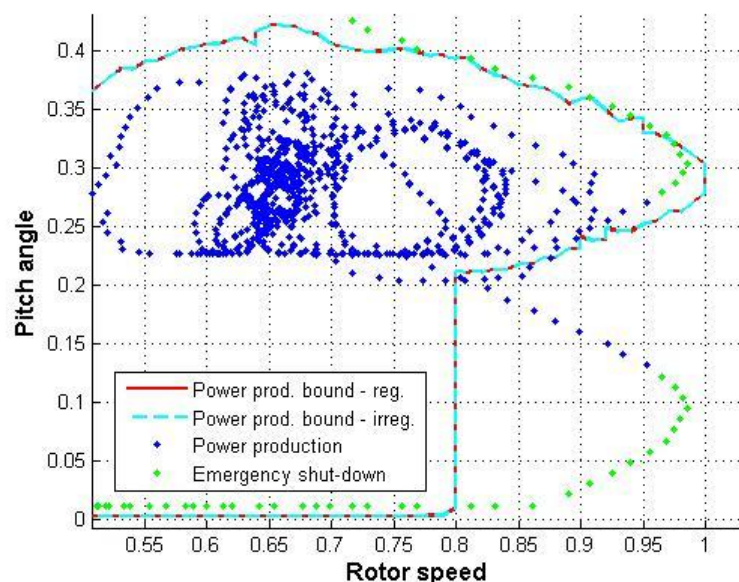 0.4
0.35
0.3
0.25
0.2
0.15
0.1
0.05
0
Pitch angle
Power prod. bound - reg.
Power prod. bound - irreg.
Power production
Emergency shut-down
0.55 0.6 0.65 0.7 0.75 0.8 0.85 0.9 0.95 1
Rotor speed